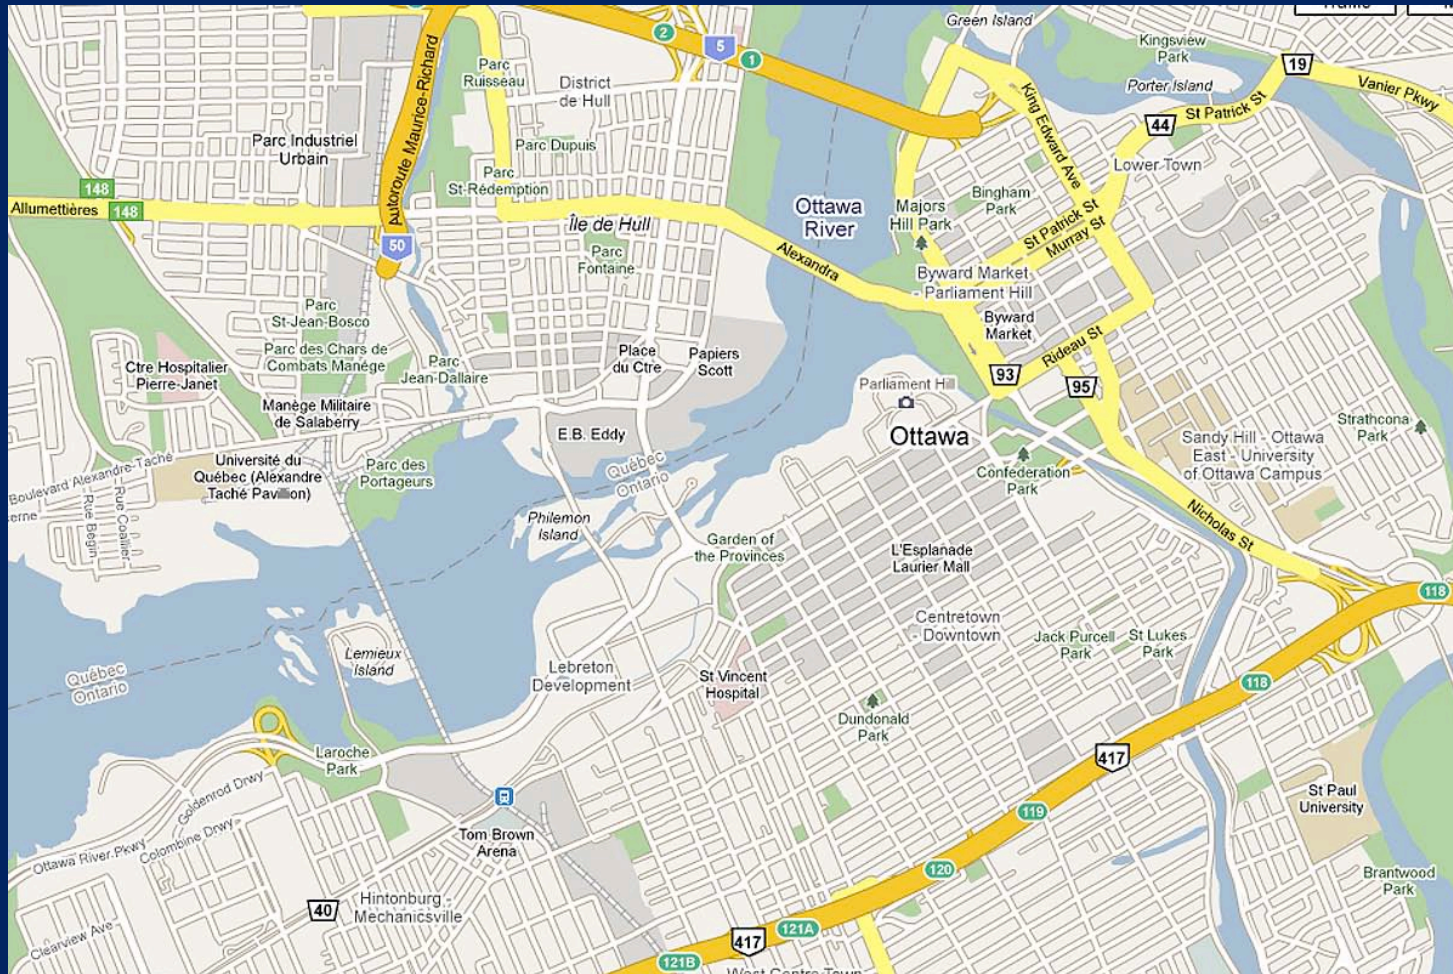 Green Island
Kingsview
Park
2
5
1
19
Parc
Ruisseau
District
de Hull
Porter Island
Vanier Pkwy
Autoroute Maurice-Richard
King Edward Ave
St Patrick St
44
Parc Industriel
Urbain
Parc Dupuis
Lower Town
Parc
St-Rédemption
148
Allumettières
148
Bingham
Park
Ottawa
River
Majors
Hill Park
Île de Hull
St Patrick St
Murray St
50
Parc
Fontaine
Alexandra
Byward Market
- Parliament Hill
Parc
St-Jean-Bosco
Byward
Market
Parc des Chars de
Combats Manège
Place
du Ctre
Papiers
Scott
Rideau St
Ctre Hospitalier
Pierre-Janet
Parc
Jean-Dallaire
93
95
Parliament Hill
Manège Militaire
de Salaberry
E.B. Eddy
Ottawa
Strathcona
Park
Sandy Hill - Ottawa
East - University
of Ottawa Campus
Boulevard Alexandre-Taché
Université du
Québec (Alexandre
Taché Pavillion)
Parc des
Portageurs
Québec
Ontario
Confederation
Park
cerne
Rue Bégin
Rue Coallier
Philemon
Island
Nicholas St
Garden of
the Provinces
L'Esplanade
Laurier Mall
118
Centretown
- Downtown
Jack Purcell
Park
St Lukes
Park
Lemieux
Island
Québec
Ontario
Lebreton
Development
St Vincent
Hospital
118
Dundonald
Park
Laroche
Park
417
Goldenrod Drwy
St Paul
University
119
Colombine Drwy
Tom Brown
Arena
Ottawa River Pkwy
120
Brantwood
Park
Hintonburg -
Mechanicsville
40
121A
417
Clearview Ave
121B
West Centre Town